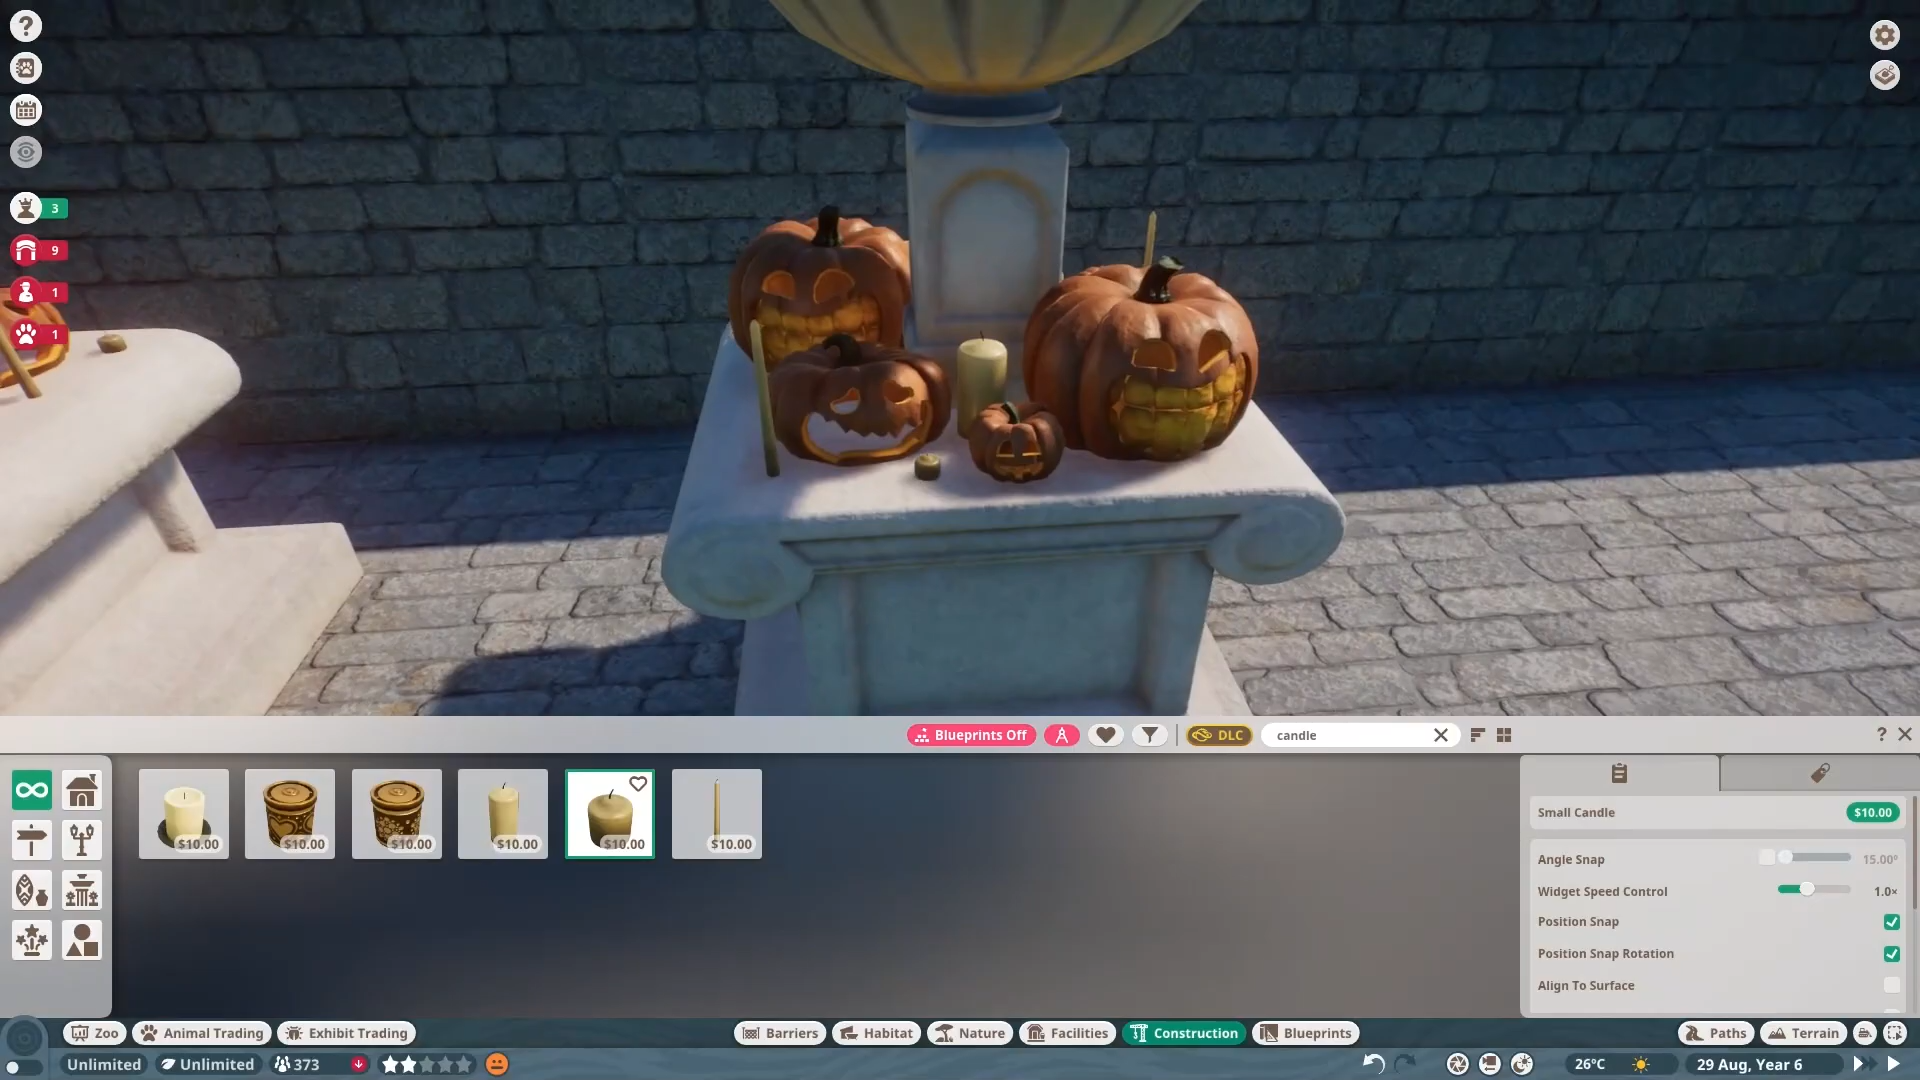 ?
3
9
1
1
Blueprints Off
DLC
candle
?
$10.00
$10.00
$10.00
$10.00
$10.00
$10.00
Small Candle
$10.00
Angle Snap
15.00°
Widget Speed Control
1.0×
Position Snap
Position Snap Rotation
Align To Surface
Zoo
Animal Trading
Exhibit Trading
Barriers
Habitat
Nature
Facilities
Construction
Blueprints
Paths
Terrain
Unlimited
Unlimited
373
26°C
29 Aug, Year 6